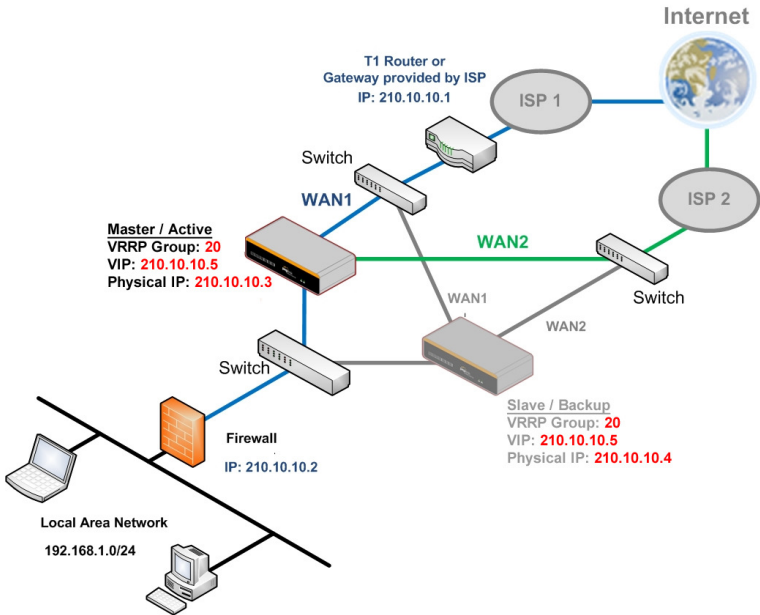 Internet
T1 Router or
Gateway provided by ISP
IP: 210.10.10.1
ISP 1
Switch
WAN1
ISP 2
Master / Active
VRRP Group: 20
VIP: 210.10.10.5
Physical IP: 210.10.10.3
WAN2
Switch
WAN1
WAN2
Switch
Slave / Backup
VRRP Group: 20
VIP: 210.10.10.5
Physical IP: 210.10.10.4
Firewall
IP: 210.10.10.2
Local Area Network
192.168.1.0/24